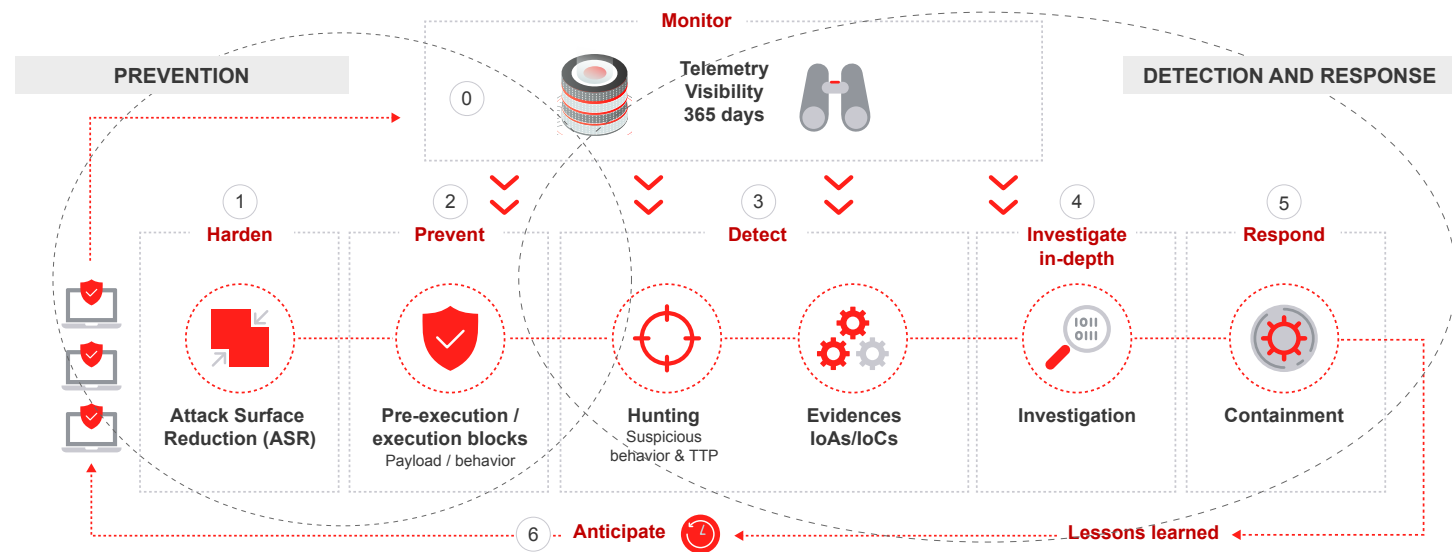 Monitor
PREVENTION
DETECTION AND RESPONSE
0
Telemetry
Visibility
365 days
1
Harden
2
Prevent
3
Detect
4
Investigate
in-depth
5
Respond
1011
0111
Attack Surface
Reduction (ASR)
Pre-execution /
execution blocks
Payload / behavior
Hunting
Suspicious
behavior & TTP
Evidences
IoAs/IoCs
Investigation
Containment
6
Anticipate
Lessons learned